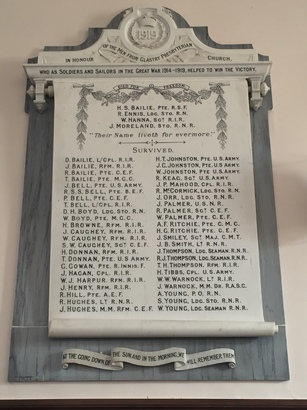 1919
IN HONOUR OF THE MEN FROM GLASTRY PRESBYTERIAN CHURCH,
WHO AS SOLDIERS AND SAILORS IN THE GREAT WAR 1914-1919, HELPED TO WIN THE VICTORY.
DIED FOR FREEDOM
H. S. BAILIE, PTE. R.S.F.
R. ENNIS, LDG. STO. R.N.
W. HANNA, SGT R.I.R.
J. MORELAND, STO. R.N.R.
"Their Name liveth for evermore."
SURVIVED.
D. BAILIE, L/CPL. R.I.R.
J. BAILIE, RFM. R.I.R.
R. BAILIE, PTE. C.E.F.
T. BAILIE, PTE. M.G.C.
J. BELL, PTE. U.S. ARMY.
R.S.S. BELL, PTE. B.E.F.
P. BELL, PTE. C.E.F.
T. BELL, L/CPL. R.I.R.
D. H. BOYD, LDG. STO. R.N.
W. BOYD, PTE. M.G.C.
H. BROWNE, RFM. R.I.R.
J. CAUGHEY, RFM. R.I.R.
W. CAUGHEY, RFM. R.I.R.
S.W. CAUGHEY, SGT C.E.F.
H. DONNAN, RFM. R.I.R.
T. DONNAN, PTE. U.S. ARMY.
C. GOWAN, PTE. R. INNIS. F.
J. HAGAN, CPL. R.I.R.
W. J. HARPUR, RFM. R.I.R.
J. HENRY, RFM. R.I.R.
R. HILL, PTE. A.E.F.
R. HUGHES, LT R.N.R.
J. HUGHES, M.M. RFM. C.E.F.
H. T. JOHNSTON, PTE. U.S. ARMY.
J. C. JOHNSTON, PTE. U.S. ARMY.
W. JOHNSTON, PTE. U.S. ARMY.
R. KEAG, SGT U.S. ARMY.
J. P. MAHOOD, CPL. R.I.R.
R. McCORMICK, LDG. STO. R.N.
J. ORR, LDG. STO. R.N.R.
J. PALMER, U.S. N.R.
R. PALMER, SGT C.E.F.
W. PALMER, PTE. C.E.F.
A. F. RITCHIE, PTE. C.M.C.
H. G. RITCHIE, PTE. C.E.F.
J. SMILEY, SGT MAJ. C.M.T.
J. B. SMITH, LT R.N.R.
J. THOMPSON, LDG. SEAMAN R.N.R.
R.J. THOMPSON, LDG. SEAMAN R.N.R.
T. H. THOMPSON, RFM. R.I.R.
H. TIBBS, CPL. U.S. ARMY.
W. W. WARNOCK, LT R.I.R.
J. WARNOCK, M.M. DR. R.A.S.C.
A. YOUNG, P.O. R.N.
S. YOUNG, LDG. STO. R.N.R.
W. YOUNG, LDG. SEAMAN R.N.R.
AT THE GOING DOWN OF THE SUN AND IN THE MORNING, WE WILL REMEMBER THEM